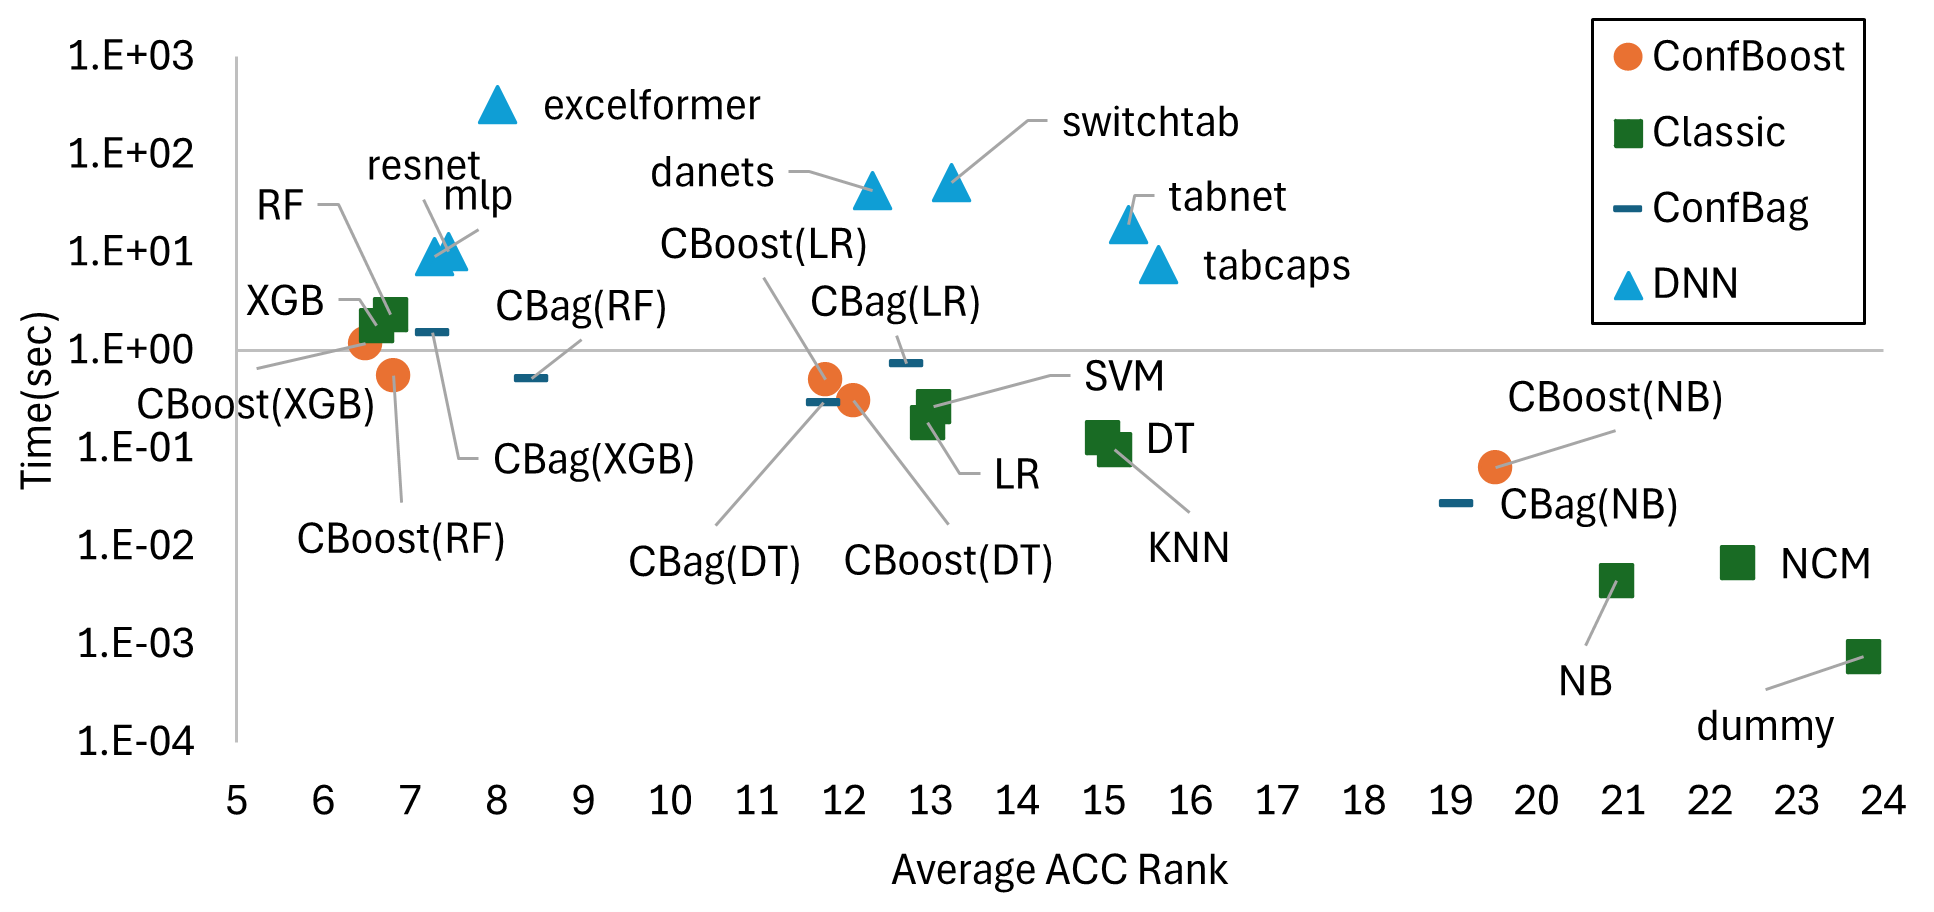 1.E+03
1.E+02
1.E+01
1.E+00
1.E-01
1.E-02
1.E-03
1.E-04
Time(sec)
5 6 7 8 9 10 11 12 13 14 15 16 17 18 19 20 21 22 23 24
Average ACC Rank
ConfBoost
Classic
ConfBag
DNN
excelformer
switchtab
resnet
danets
mlp
tabnet
RF
CBoost(LR)
tabcaps
XGB
CBag(RF)
CBag(LR)
SVM
CBoost(XGB)
CBoost(NB)
DT
CBag(XGB)
LR
CBag(NB)
CBoost(RF)
KNN
CBag(DT)
CBoost(DT)
NCM
NB
dummy